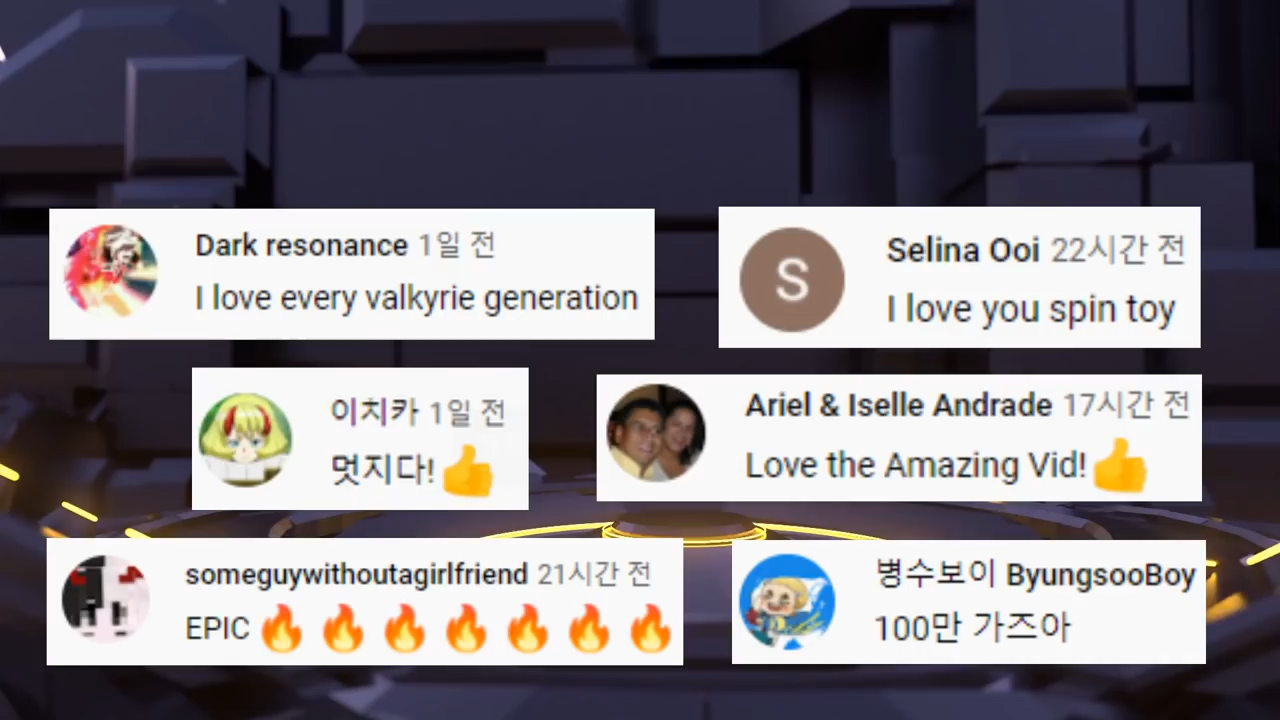 Dark resonance 1일 전
I love every valkyrie generation
S
Selina Ooi 22시간 전
I love you spin toy
이치카 1일 전
멋지다!👍
Ariel & Iselle Andrade 17시간 전
Love the Amazing Vid!👍
someguywithoutagirlfriend 21시간 전
EPIC 🔥 🔥 🔥 🔥 🔥 🔥 🔥
병수보이 ByungsooBoy
100만 가즈아